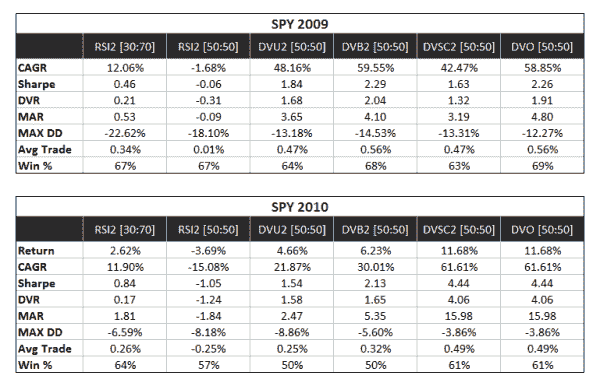 SPY 2009
RSI2 [30:70] RSI2 [50:50] DVU2 [50:50] DVB2 [50:50] DVSC2 [50:50] DVO [50:50]
CAGR 12.06% -1.68% 48.16% 59.55% 42.47% 58.85%
Sharpe 0.46 -0.06 1.84 2.29 1.63 2.26
DVR 0.21 -0.31 1.68 2.04 1.32 1.91
MAR 0.53 -0.09 3.65 4.10 3.19 4.80
MAX DD -22.62% -18.10% -13.18% -14.53% -13.31% -12.27%
Avg Trade 0.34% 0.01% 0.47% 0.56% 0.47% 0.56%
Win % 67% 67% 64% 68% 63% 69%
SPY 2010
RSI2 [30:70] RSI2 [50:50] DVU2 [50:50] DVB2 [50:50] DVSC2 [50:50] DVO [50:50]
Return 2.62% -3.69% 4.66% 6.23% 11.68% 11.68%
CAGR 11.90% -15.08% 21.87% 30.01% 61.61% 61.61%
Sharpe 0.84 -1.05 1.54 2.13 4.44 4.44
DVR 0.17 -1.24 1.58 1.65 4.06 4.06
MAR 1.81 -1.84 2.47 5.35 15.98 15.98
MAX DD -6.59% -8.18% -8.86% -5.60% -3.86% -3.86%
Avg Trade 0.26% -0.25% 0.25% 0.32% 0.49% 0.49%
Win % 64% 57% 50% 50% 61% 61%